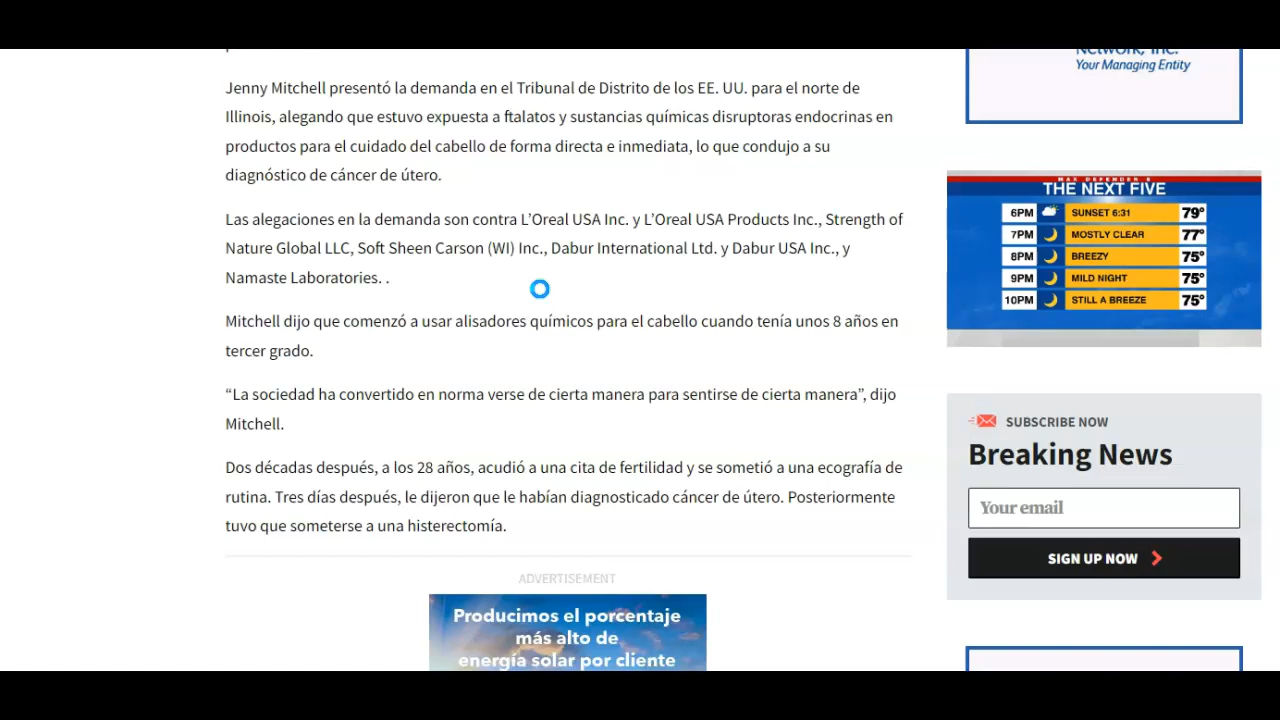 Network, Inc.
Your Managing Entity
Jenny Mitchell presentó la demanda en el Tribunal de Distrito de los EE. UU. para el norte de
Illinois, alegando que estuvo expuesta a ftalatos y sustancias químicas disruptoras endocrinas en
productos para el cuidado del cabello de forma directa e inmediata, lo que condujo a su
diagnóstico de cáncer de útero.
Las alegaciones en la demanda son contra L’Oreal USA Inc. y L’Oreal USA Products Inc., Strength of
Nature Global LLC, Soft Sheen Carson (WI) Inc., Dabur International Ltd. y Dabur USA Inc., y
Namaste Laboratories. .
Mitchell dijo que comenzó a usar alisadores químicos para el cabello cuando tenía unos 8 años en
tercer grado.
“La sociedad ha convertido en norma verse de cierta manera para sentirse de cierta manera”, dijo
Mitchell.
Dos décadas después, a los 28 años, acudió a una cita de fertilidad y se sometió a una ecografía de
rutina. Tres días después, le dijeron que le habían diagnosticado cáncer de útero. Posteriormente
tuvo que someterse a una histerectomía.
ADVERTISEMENT
Producimos el porcentaje
más alto de
energía solar por cliente
MAX DEFENDER 8
THE NEXT FIVE
6PM SUNSET 6:31 79°
7PM MOSTLY CLEAR 77°
8PM BREEZY 75°
9PM MILD NIGHT 75°
10PM STILL A BREEZE 75°
SUBSCRIBE NOW
Breaking News
Your email
SIGN UP NOW